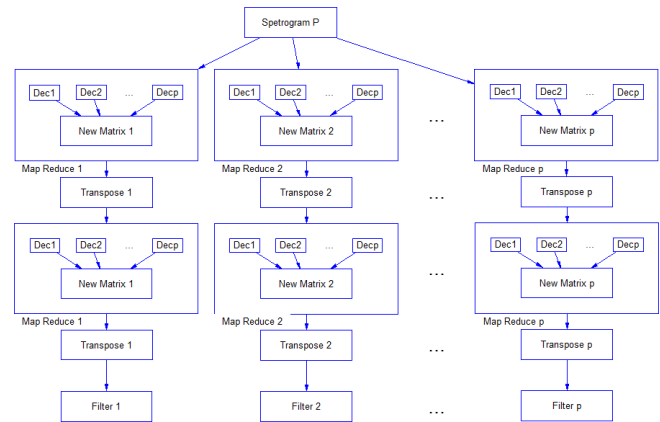 Spetrogram P
Dec1 Dec2 ... Decp Dec1 Dec2 ... Decp Dec1 Dec2 ... Decp
New Matrix 1 New Matrix 2 ... New Matrix p
Map Reduce 1 Map Reduce 2 Map Reduce p
Transpose 1 Transpose 2 ... Transpose p
Dec1 Dec2 ... Decp Dec1 Dec2 ... Decp Dec1 Dec2 ... Decp
New Matrix 1 New Matrix 2 ... New Matrix p
Map Reduce 1 Map Reduce 2 Map Reduce p
Transpose 1 Transpose 2 ... Transpose p
Filter 1 Filter 2 ... Filter p